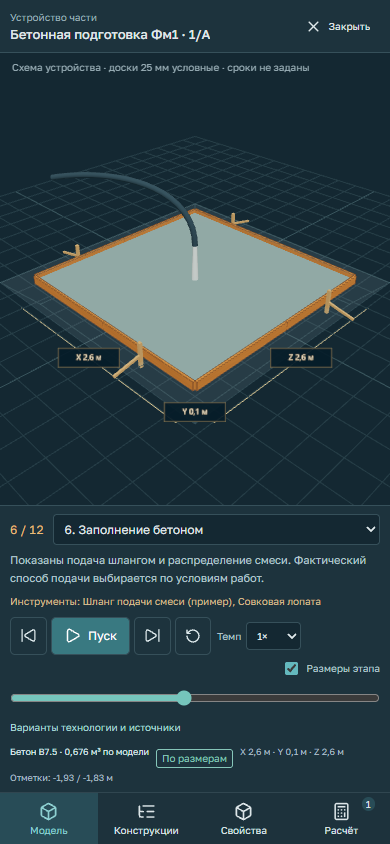 Устройство части
Бетонная подготовка Фм1 · 1/А
Закрыть
Схема устройства · доски 25 мм условные · сроки не заданы
X 2,6 м
Z 2,6 м
Y 0,1 м
6 / 12
6. Заполнение бетоном
Показаны подача шлангом и распределение смеси. Фактический
способ подачи выбирается по условиям работ.
Инструменты: Шланг подачи смеси (пример), Совковая лопата
Пуск
Темп
1×
Размеры этапа
Варианты технологии и источники
Бетон B7.5 · 0,676 м³ по модели
По размерам
X 2,6 м · Y 0,1 м · Z 2,6 м
Отметки: -1,93 / -1,83 м
Модель
Конструкции
Свойства
Расчёт
1